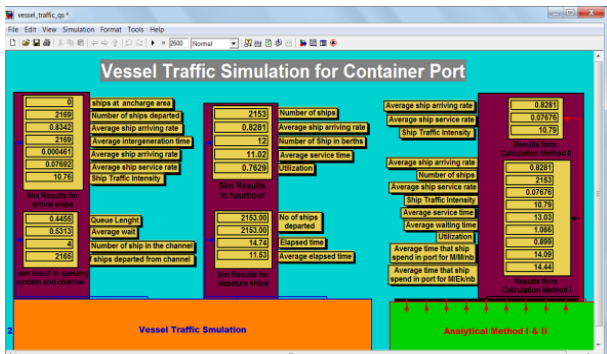 vessel_traffic_qs *
File Edit View Simulation Format Tools Help
2600 Normal
Vessel Traffic Simulation for Container Port
0 ships at ancharge area
2169 Number of ships departed
0.8342 Average ship arriving rate
2169 Average intergeneration time
0.000461 Average ship arriving rate
0.07692 Average ship service rate
10.76 Ship Traffic Intensity
Sim Results for
arrival ships
0.4455 Queue Lenght
0.5313 Average wait
4 Number of ship in the channel
2165 f ships departed from channel
sim result in queuing
system and channel
2153 Number of ships
0.8281 Average ship arriving rate
12 Number of Ship in berths
11.02 Average service time
0.7629 Utilization
Sim Results
in hourbour
2153.00 No of ships
departed
2153.00
14.74 Elapsed time
11.53 Average elapsed time
Sim Results for
depature ships
Average ship arriving rate 0.8281
Average ship service rate 0.07676
Ship Traffic Intensity 10.79
Results form
Calculation Method II
Average ship arriving rate 0.8281
Number of ships 2153
Average ship service rate 0.07676
Ship Traffic Intensity 10.79
Average service time 13.03
Average waiting time 1.066
Utilization 0.899
Average time that ship
spend in port for M/M/nb 14.09
Average time that ship
spend in port for M/Ek/nb 14.44
Results form
Calculation Method I
2 Vessel Traffic Smulation
Analytical Method I & II